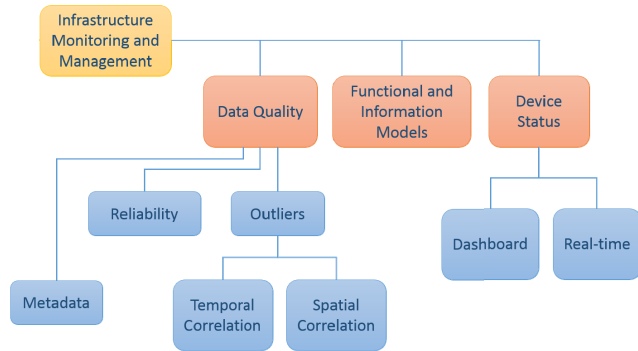 Infrastructure
Monitoring and
Management
Data Quality
Functional and
Information
Models
Device
Status
Reliability
Outliers
Dashboard
Real-time
Metadata
Temporal
Correlation
Spatial
Correlation